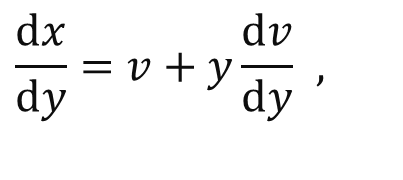 dx/dy = v + y dv/dy ,